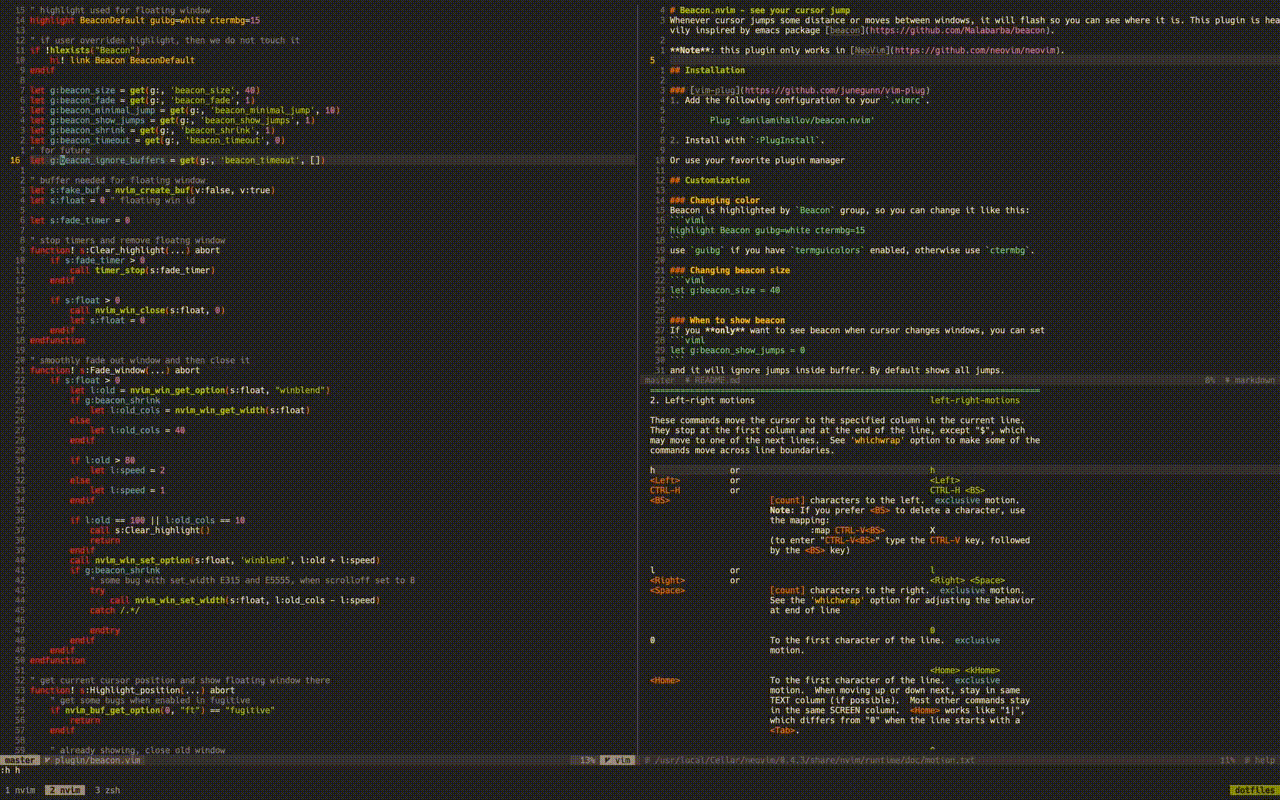 15 " highlight used for floating window
14 highlight BeaconDefault guibg=white ctermbg=15
13
12 " if user overriden highlight, then we do not touch it
11 if !hlexists("Beacon")
10     hi! link Beacon BeaconDefault
9 endif
8
7 let g:beacon_size = get(g:, 'beacon_size', 40)
6 let g:beacon_fade = get(g:, 'beacon_fade', 1)
5 let g:beacon_minimal_jump = get(g:, 'beacon_minimal_jump', 10)
4 let g:beacon_show_jumps = get(g:, 'beacon_show_jumps', 1)
3 let g:beacon_shrink = get(g:, 'beacon_shrink', 1)
2 let g:beacon_timeout = get(g:, 'beacon_timeout', 0)
1 " for future
16 let g:beacon_ignore_buffers = get(g:, 'beacon_timeout', [])
1
2 " buffer needed for floating window
3 let s:fake_buf = nvim_create_buf(v:false, v:true)
4 let s:float = 0 " floating win id
5
6 let s:fade_timer = 0
7
8 " stop timers and remove floatng window
9 function! s:Clear_highlight(...) abort
10     if s:fade_timer > 0
11         call timer_stop(s:fade_timer)
12     endif
13
14     if s:float > 0
15         call nvim_win_close(s:float, 0)
16         let s:float = 0
17     endif
18 endfunction
19
20 " smoothly fade out window and then close it
21 function! s:Fade_window(...) abort
22     if s:float > 0
23         let l:old = nvim_win_get_option(s:float, "winblend")
24         if g:beacon_shrink
25             let l:old_cols = nvim_win_get_width(s:float)
26         else
27             let l:old_cols = 40
28         endif
29
30         if l:old > 80
31             let l:speed = 2
32         else
33             let l:speed = 1
34         endif
35
36         if l:old == 100 || l:old_cols == 10
37             call s:Clear_highlight()
38             return
39         endif
40         call nvim_win_set_option(s:float, 'winblend', l:old + l:speed)
41         if g:beacon_shrink
42             " some bug with set_width E315 and E5555, when scrolloff set to 8
43             try
44                 call nvim_win_set_width(s:float, l:old_cols - l:speed)
45             catch /.*/
46
47             endtry
48         endif
49     endif
50 endfunction
51
52 " get current cursor position and show floating window there
53 function! s:Highlight_position(...) abort
54     " get some bugs when enabled in fugitive
55     if nvim_buf_get_option(0, "ft") == "fugitive"
56         return
57     endif
58
59     " already showing, close old window
master plugin/beacon.vim 13% vim
:h h
1 nvim 2 nvim 3 zsh
4 # Beacon.nvim - see your cursor jump
3 Whenever cursor jumps some distance or moves between windows, it will flash so you can see where it is. This plugin is hea
vily inspired by emacs package [beacon](https://github.com/Malabarba/beacon).
2
1 **Note**: this plugin only works in [NeoVim](https://github.com/neovim/neovim).
5
1 ## Installation
2
3 ### [vim-plug](https://github.com/junegunn/vim-plug)
4 1. Add the following configuration to your `.vimrc`.
5
6         Plug 'danilamihailov/beacon.nvim'
7
8 2. Install with `:PlugInstall`.
9
10 Or use your favorite plugin manager
11
12 ## Customization
13
14 ### Changing color
15 Beacon is highlighted by `Beacon` group, so you can change it like this:
16 ```viml
17 highlight Beacon guibg=white ctermbg=15
18 ```
19 use `guibg` if you have `termguicolors` enabled, otherwise use `ctermbg`.
20
21 ### Changing beacon size
22 ```viml
23 let g:beacon_size = 40
24 ```
25
26 ### When to show beacon
27 If you **only** want to see beacon when cursor changes windows, you can set
28 ```viml
29 let g:beacon_show_jumps = 0
30 ```
31 and it will ignore jumps inside buffer. By default shows all jumps.
master # README.md 8% # markdown
==============================================================================
2. Left-right motions left-right-motions
These commands move the cursor to the specified column in the current line.
They stop at the first column and at the end of the line, except "$", which
may move to one of the next lines.  See 'whichwrap' option to make some of the
commands move across line boundaries.
h or h
<Left> or <Left>
CTRL-H or CTRL-H <BS>
<BS> [count] characters to the left.  exclusive motion.
Note: If you prefer <BS> to delete a character, use
the mapping:
:map CTRL-V<BS> X
(to enter "CTRL-V<BS>" type the CTRL-V key, followed
by the <BS> key)
l or l
<Right> or <Right> <Space>
<Space> [count] characters to the right.  exclusive motion.
See the 'whichwrap' option for adjusting the behavior
at end of line
0
0 To the first character of the line.  exclusive
motion.
<Home> <kHome>
<Home> To the first character of the line.  exclusive
motion.  When moving up or down next, stay in same
TEXT column (if possible).  Most other commands stay
in the same SCREEN column.  <Home> works like "1|",
which differs from "0" when the line starts with a
<Tab>.
^
# /usr/local/Cellar/neovim/0.4.3/share/nvim/runtime/doc/motion.txt 11% # help
dotfiles